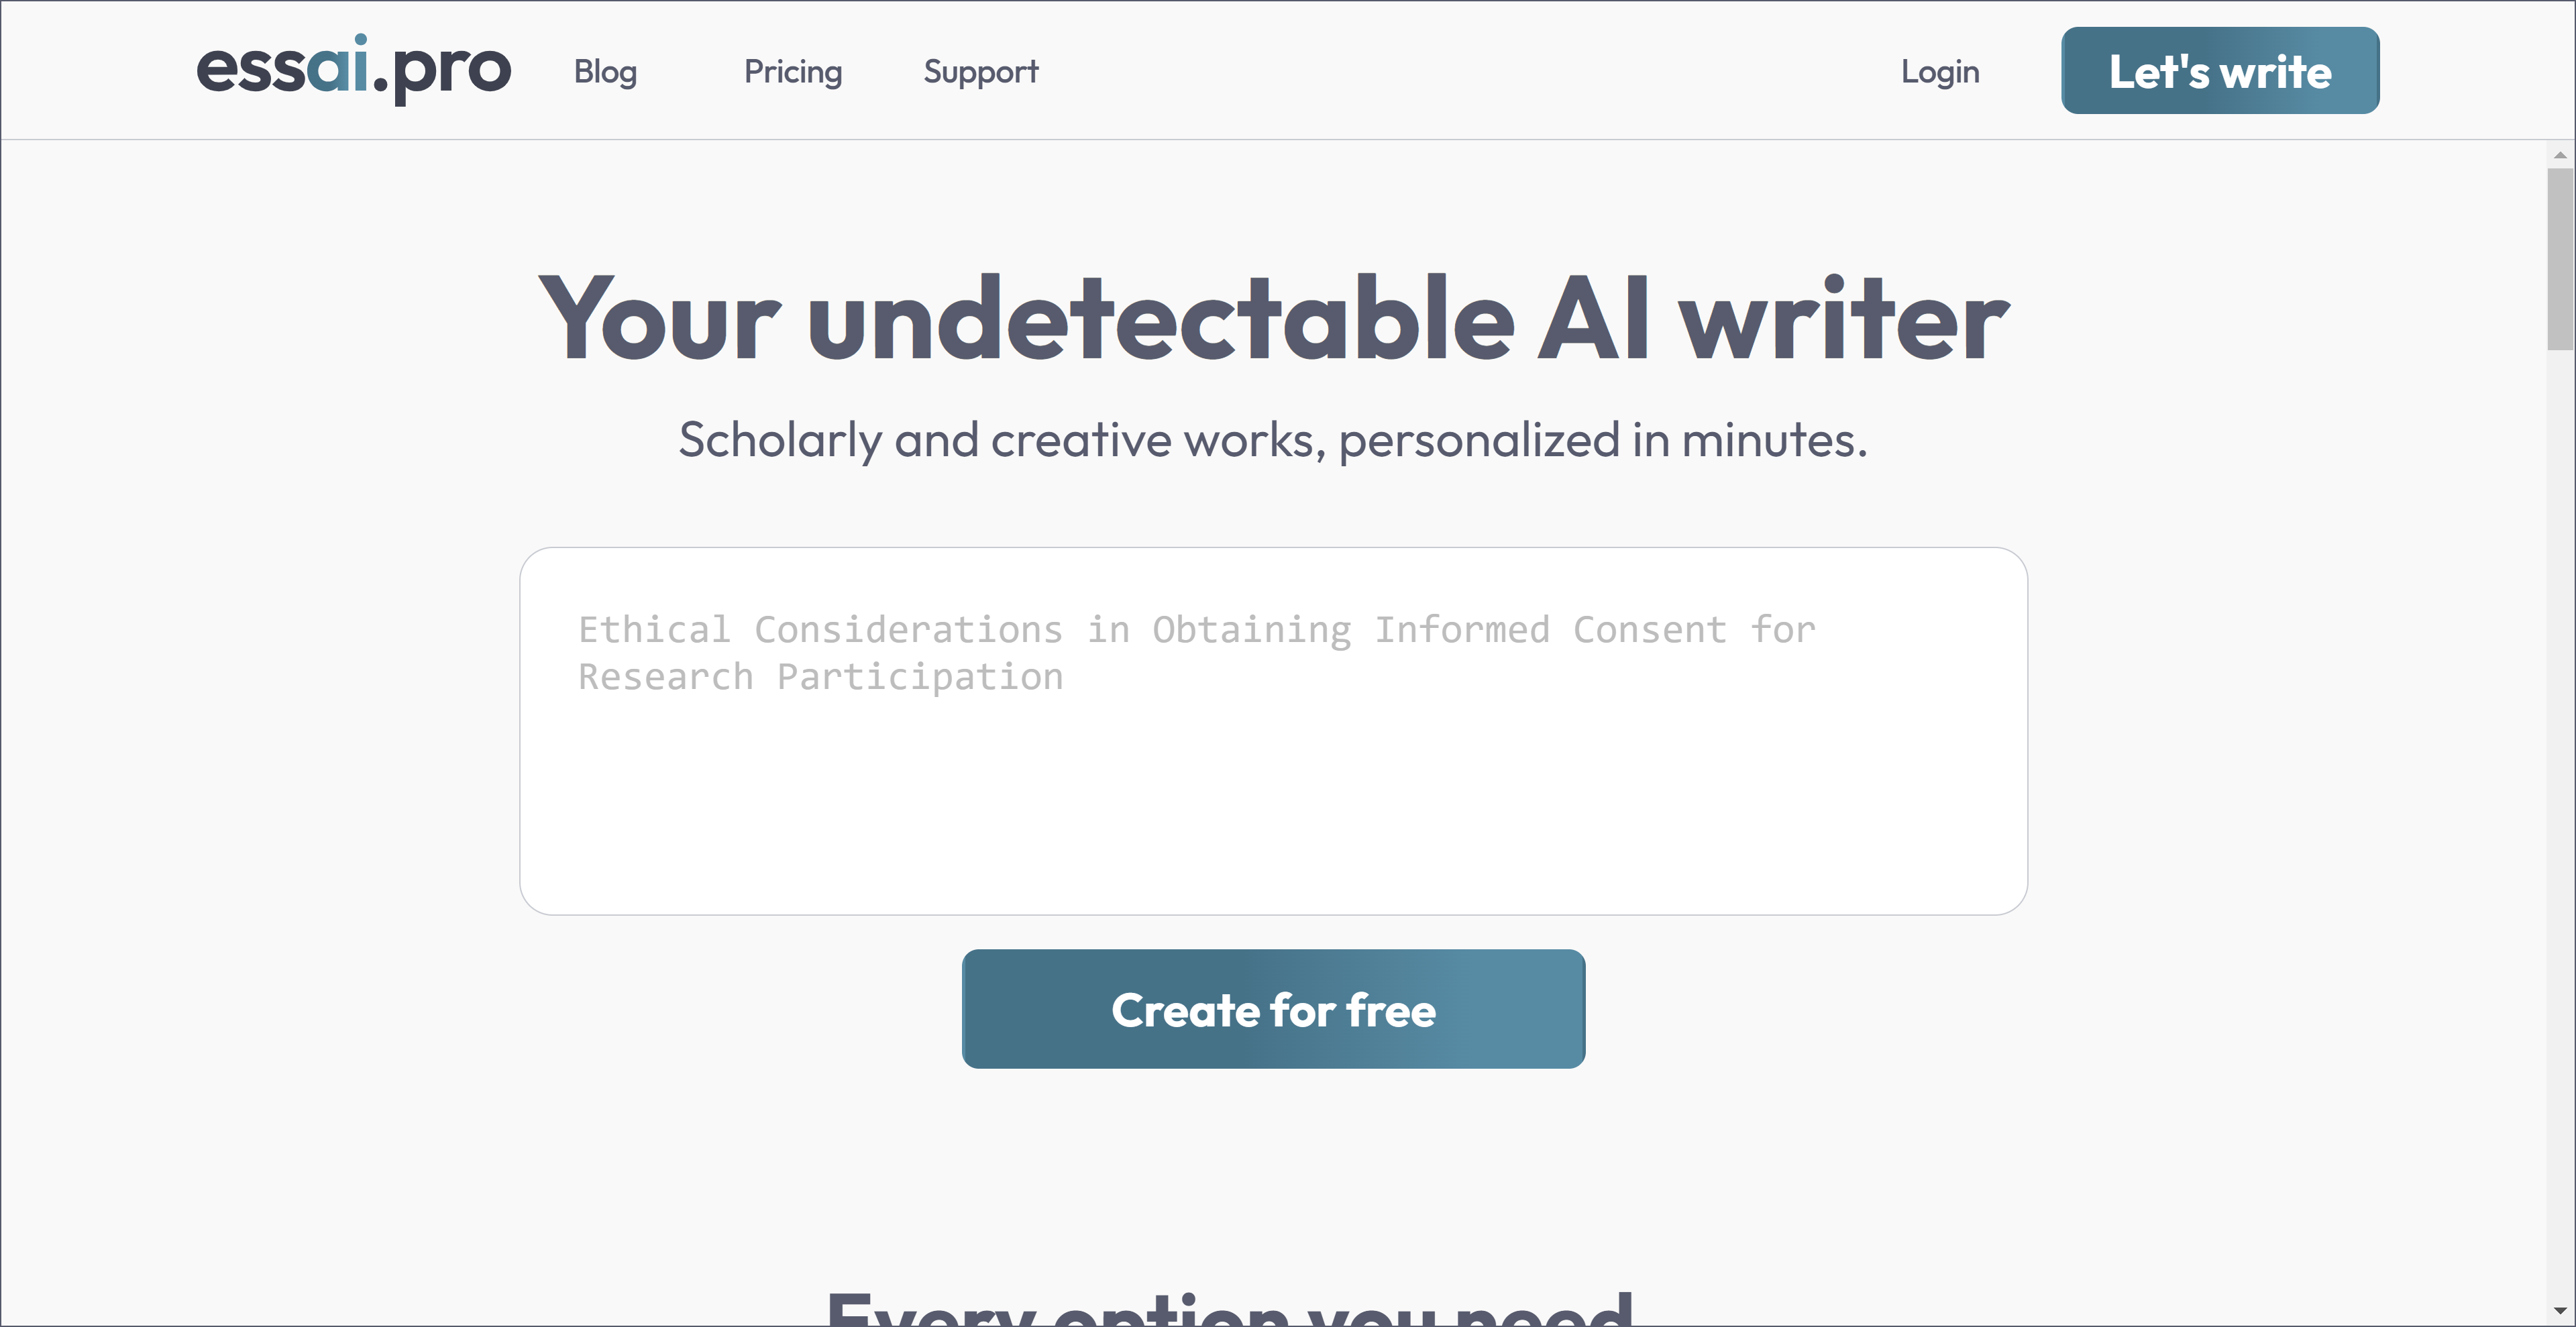 essai.pro
Blog
Pricing
Support
Login
Let's write
Your undetectable AI writer
Scholarly and creative works, personalized in minutes.
Ethical Considerations in Obtaining Informed Consent for
Research Participation
Create for free
Every option you need